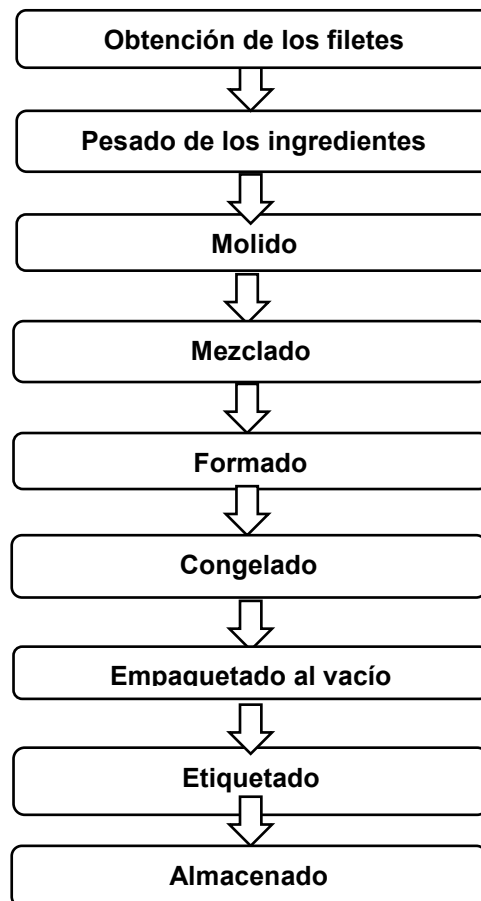 Obtención de los filetes
Pesado de los ingredientes
Molido
Mezclado
Formado
Congelado
Empaquetado al vacío
Etiquetado
Almacenado